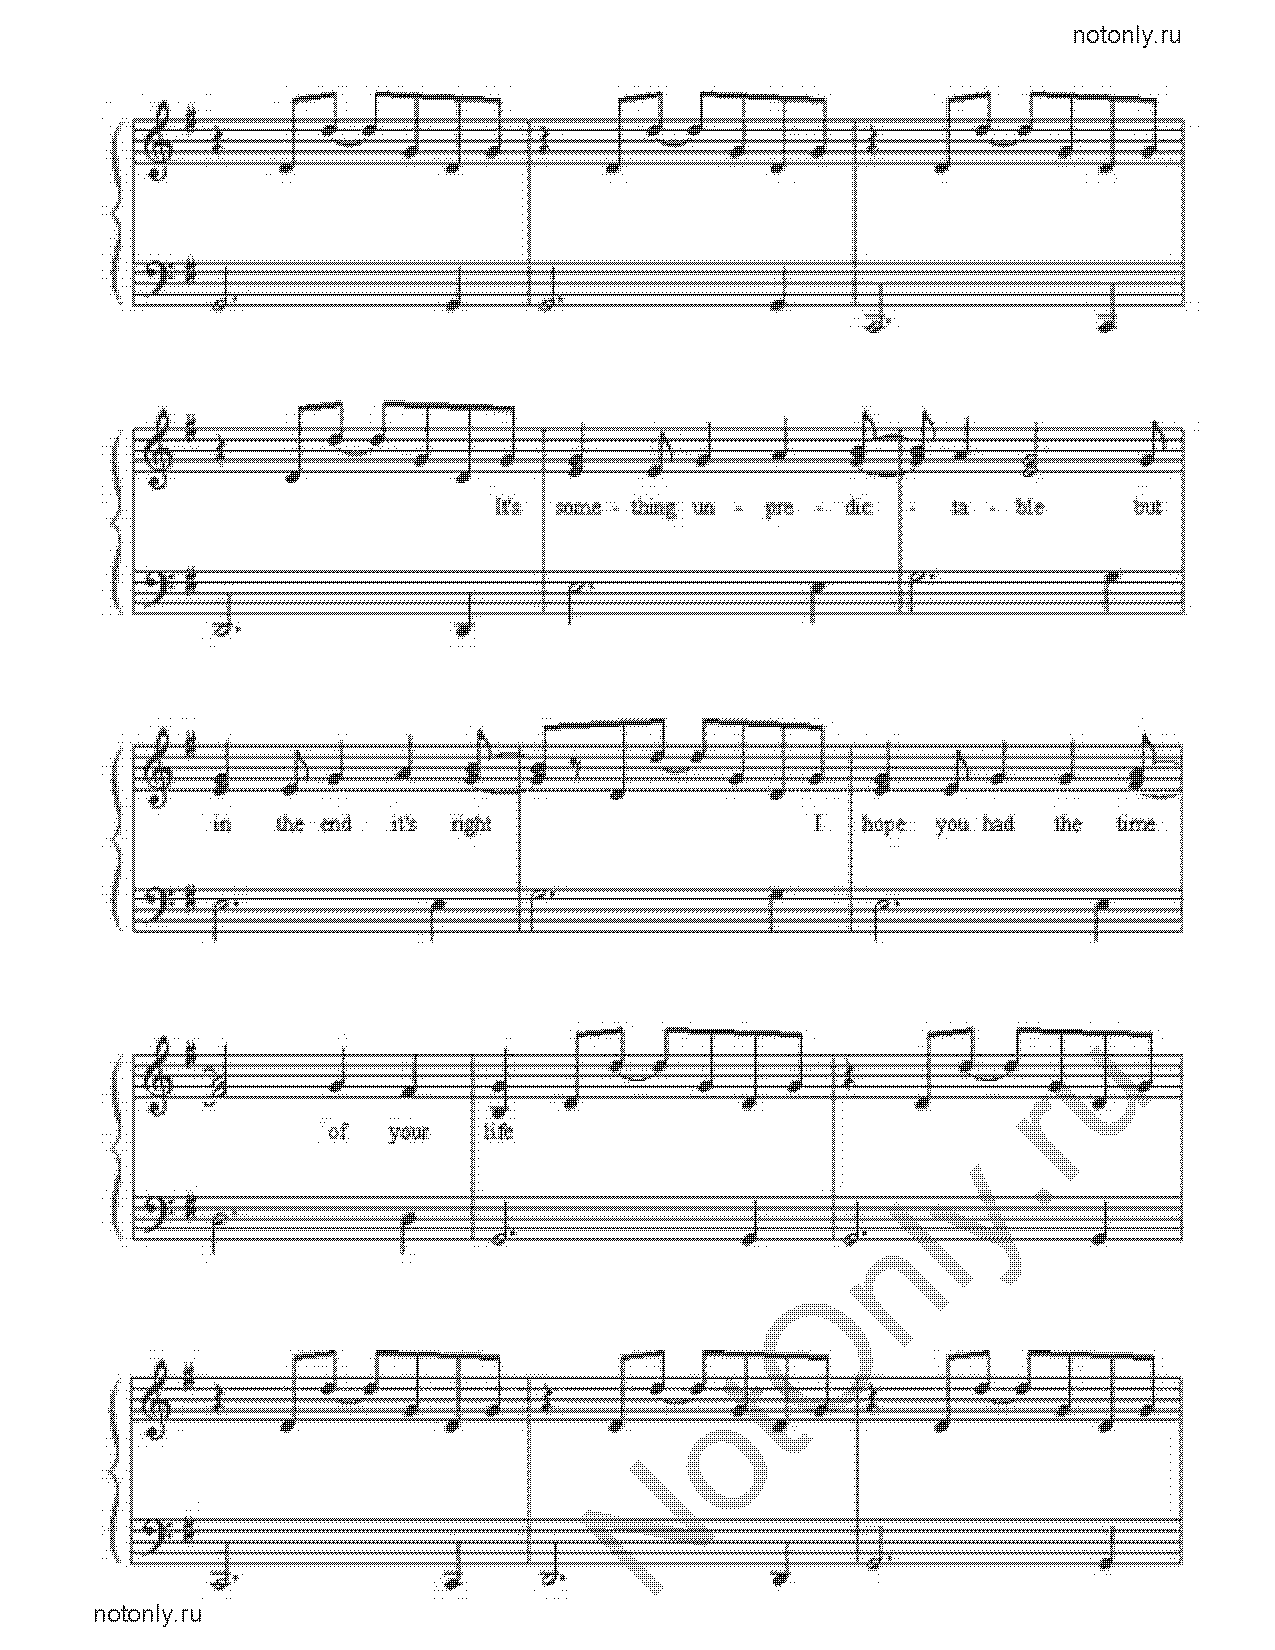 notonly.ru
It's some - thing un - pre - dic - ta - ble but
in the end it's right I hope you had the time
of your life
NotOnly.ru
notonly.ru